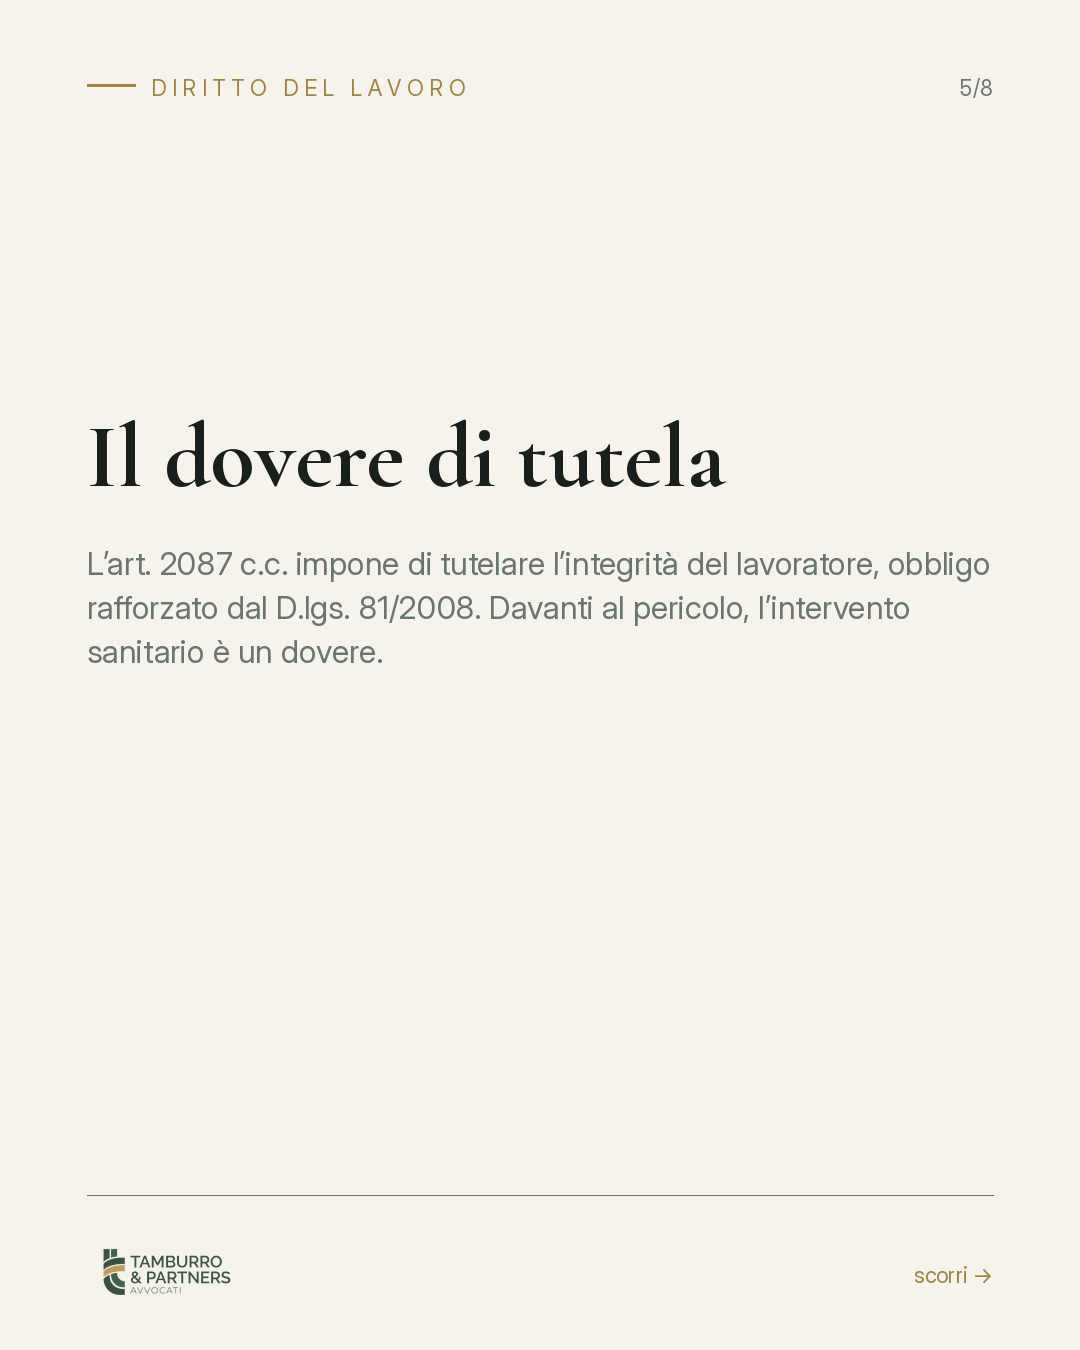 DIRITTO DEL LAVORO
5/8
Il dovere di tutela
L’art. 2087 c.c. impone di tutelare l’integrità del lavoratore, obbligo
rafforzato dal D.lgs. 81/2008. Davanti al pericolo, l’intervento
sanitario è un dovere.
TAMBURRO
& PARTNERS
AVVOCATI
scorri →